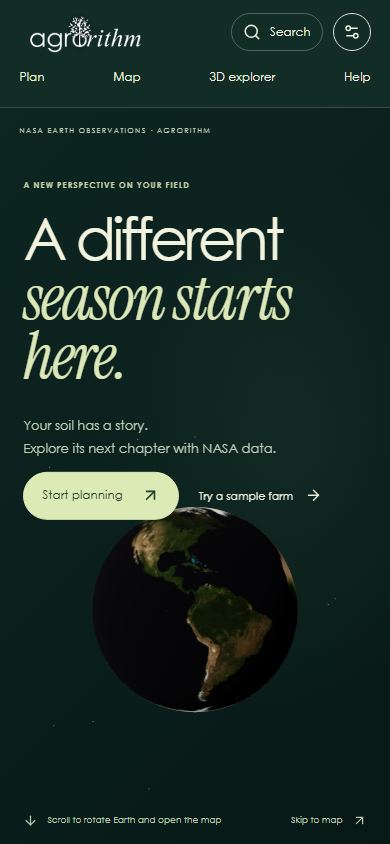 agrorithm
Search
Plan
Map
3D explorer
Help
NASA EARTH OBSERVATIONS · AGRORITHM
A NEW PERSPECTIVE ON YOUR FIELD
A different
season starts
here.
Your soil has a story.
Explore its next chapter with NASA data.
Start planning
Try a sample farm
Scroll to rotate Earth and open the map
Skip to map